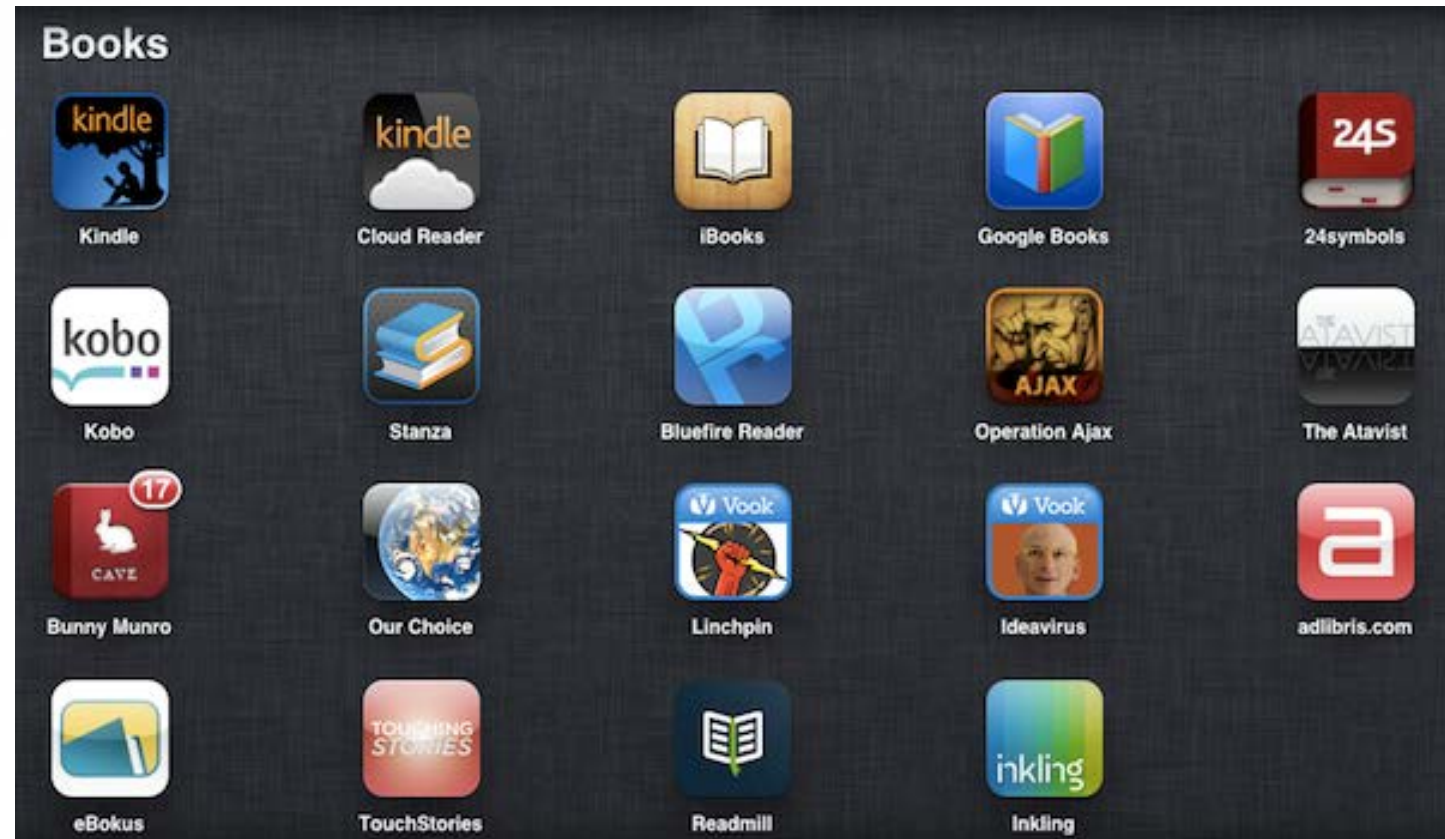 Books
kindle
kindle
24S
Kindle
Cloud Reader
iBooks
Google Books
24symbols
kobo
AJAX
THE
ATAVIST
Kobo
Stanza
Bluefire Reader
Operation Ajax
The Atavist
17
CAVE
Vook
Vook
a
Bunny Munro
Our Choice
Linchpin
Ideavirus
adlibris.com
TOUCHING
STORIES
inkling
eBokus
TouchStories
Readmill
Inkling